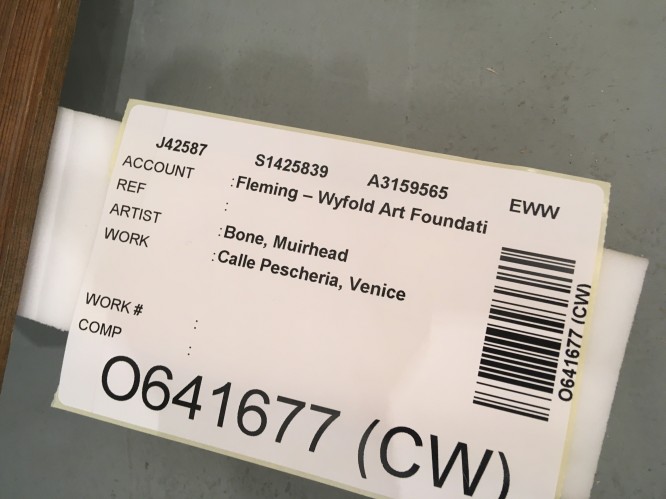 J42587 S1425839 A3159565 EWW
ACCOUNT :Fleming – Wyfold Art Foundati
REF :
ARTIST :Bone, Muirhead
WORK :Calle Pescheria, Venice
WORK # :
COMP :
O641677 (CW)
O641677 (CW)